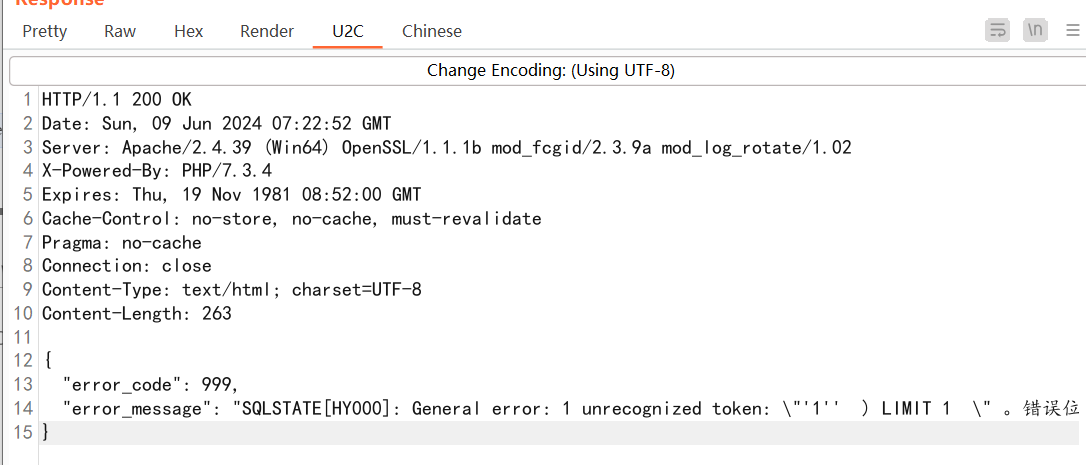 Response
Pretty Raw Hex Render U2C Chinese \n
Change Encoding: (Using UTF-8)
1 HTTP/1.1 200 OK
2 Date: Sun, 09 Jun 2024 07:22:52 GMT
3 Server: Apache/2.4.39 (Win64) OpenSSL/1.1.1b mod_fcgid/2.3.9a mod_log_rotate/1.02
4 X-Powered-By: PHP/7.3.4
5 Expires: Thu, 19 Nov 1981 08:52:00 GMT
6 Cache-Control: no-store, no-cache, must-revalidate
7 Pragma: no-cache
8 Connection: close
9 Content-Type: text/html; charset=UTF-8
10 Content-Length: 263
11
12 {
13 "error_code": 999,
14 "error_message": "SQLSTATE[HY000]: General error: 1 unrecognized token: \"'1''  ) LIMIT 1  \" 。错误位
15 }